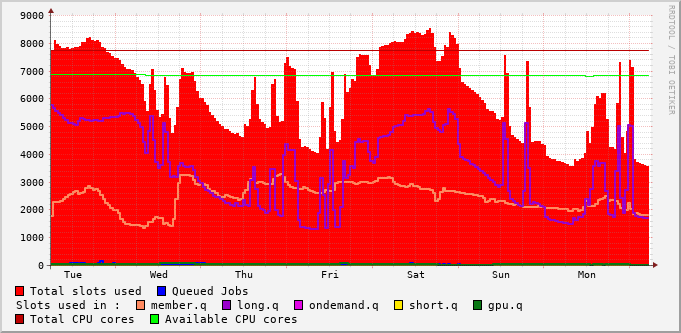 9000
8000
7000
6000
5000
4000
3000
2000
1000
0
Tue Wed Thu Fri Sat Sun Mon
RRDTOOL / TOBI OETIKER
Total slots used Queued Jobs
Slots used in : member.q long.q ondemand.q short.q gpu.q
Total CPU cores Available CPU cores